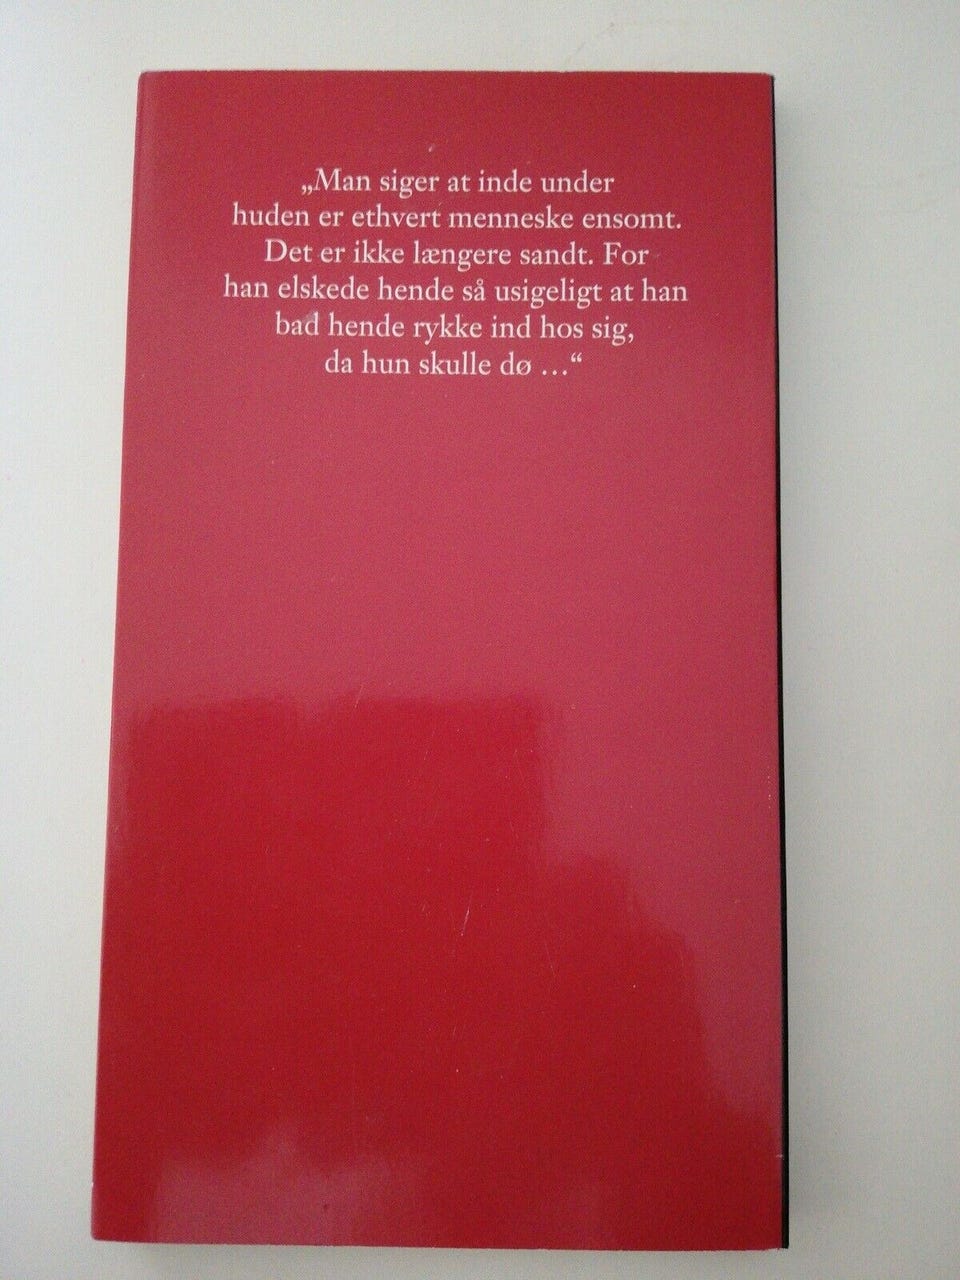 „Man siger at inde under
huden er ethvert menneske ensomt.
Det er ikke længere sandt. For
han elskede hende så usigeligt at han
bad hende rykke ind hos sig,
da hun skulle dø ...“